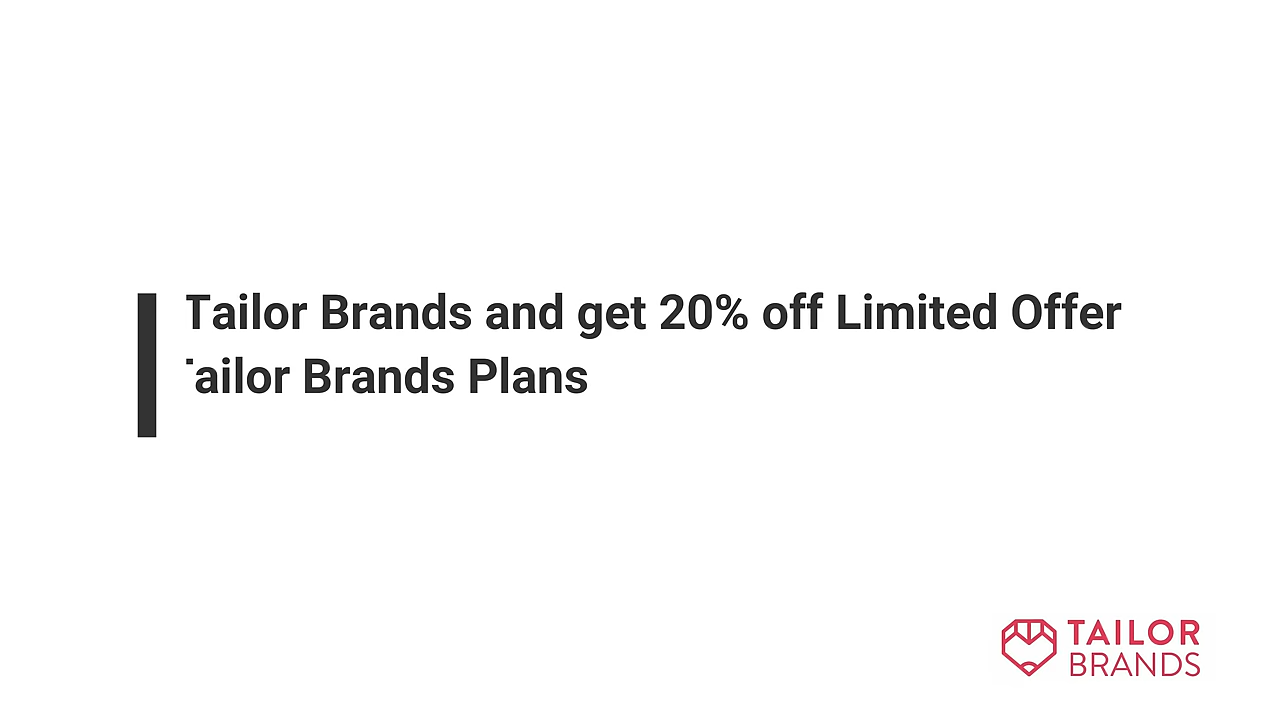 Tailor Brands and get 20% off Limited Offer
Tailor Brands Plans
TAILOR
BRANDS